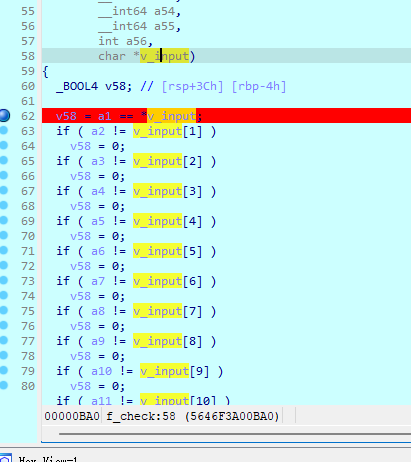 55 __int64 a54,
56 __int64 a55,
57 int a56,
58 char *v_input)
59 {
60 _BOOL4 v58; // [rsp+3Ch] [rbp-4h]
61
62 v58 = a1 == *v_input;
63 if ( a2 != v_input[1] )
64 v58 = 0;
65 if ( a3 != v_input[2] )
66 v58 = 0;
67 if ( a4 != v_input[3] )
68 v58 = 0;
69 if ( a5 != v_input[4] )
70 v58 = 0;
71 if ( a6 != v_input[5] )
72 v58 = 0;
73 if ( a7 != v_input[6] )
74 v58 = 0;
75 if ( a8 != v_input[7] )
76 v58 = 0;
77 if ( a9 != v_input[8] )
78 v58 = 0;
79 if ( a10 != v_input[9] )
80 v58 = 0;
if ( a11 != v_input[10] )
00000BA0 f_check:58 (5646F3A00BA0)
Hex View-1